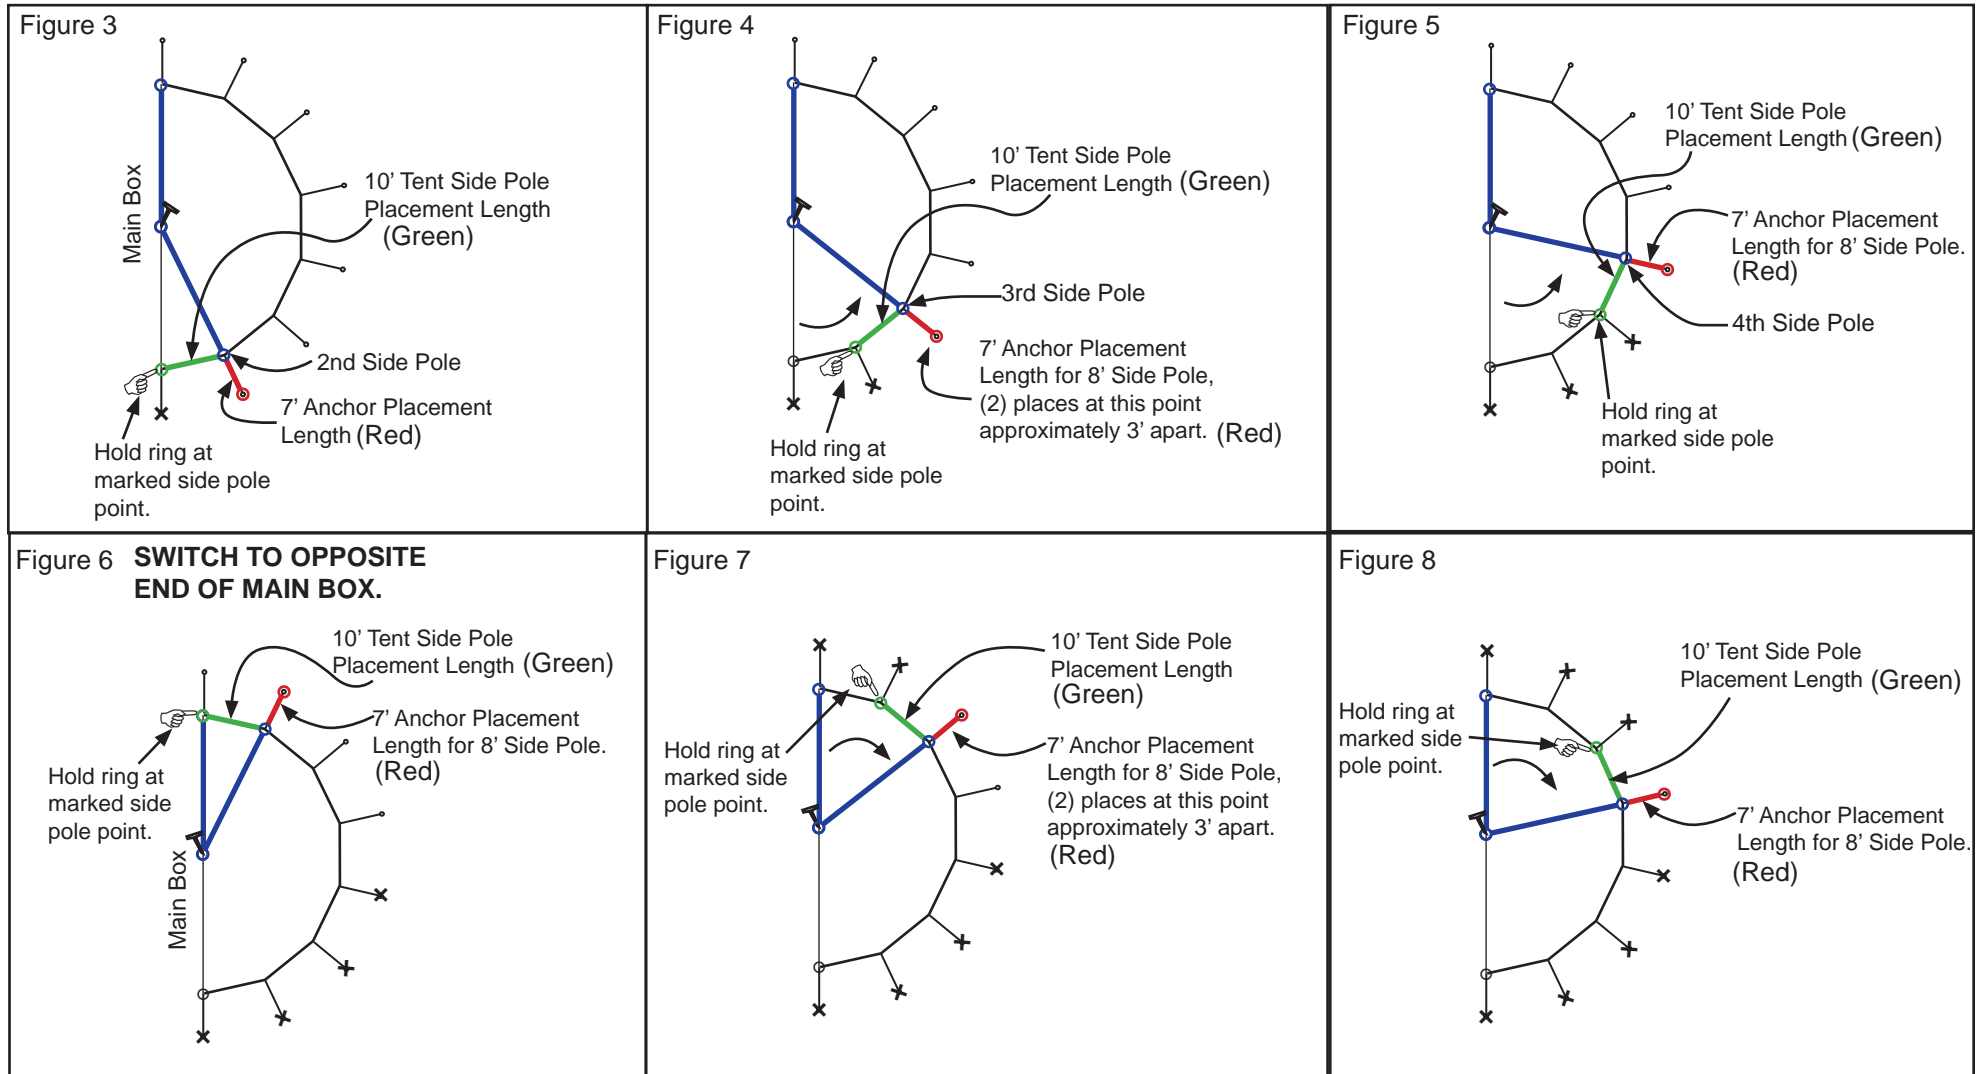 Figure 3
Main Box
10’ Tent Side Pole
Placement Length
(Green)
2nd Side Pole
7’ Anchor Placement
Length (Red)
Hold ring at
marked side pole
point.
Figure 4
10’ Tent Side Pole
Placement Length (Green)
3rd Side Pole
7’ Anchor Placement
Length for 8’ Side Pole,
(2) places at this point
approximately 3’ apart. (Red)
Hold ring at
marked side pole
point.
Figure 5
10’ Tent Side Pole
Placement Length (Green)
7’ Anchor Placement
Length for 8’ Side Pole.
(Red)
4th Side Pole
Hold ring at
marked side pole
point.
Figure 6 SWITCH TO OPPOSITE
END OF MAIN BOX.
10’ Tent Side Pole
Placement Length (Green)
7’ Anchor Placement
Length for 8’ Side Pole.
(Red)
Hold ring at
marked side
pole point.
Main Box
Figure 7
10’ Tent Side Pole
Placement Length
(Green)
Hold ring at
marked side
pole point.
7’ Anchor Placement
Length for 8’ Side Pole,
(2) places at this point
approximately 3’ apart.
(Red)
Figure 8
10’ Tent Side Pole
Placement Length (Green)
Hold ring at
marked side
pole point.
7’ Anchor Placement
Length for 8’ Side Pole.
(Red)